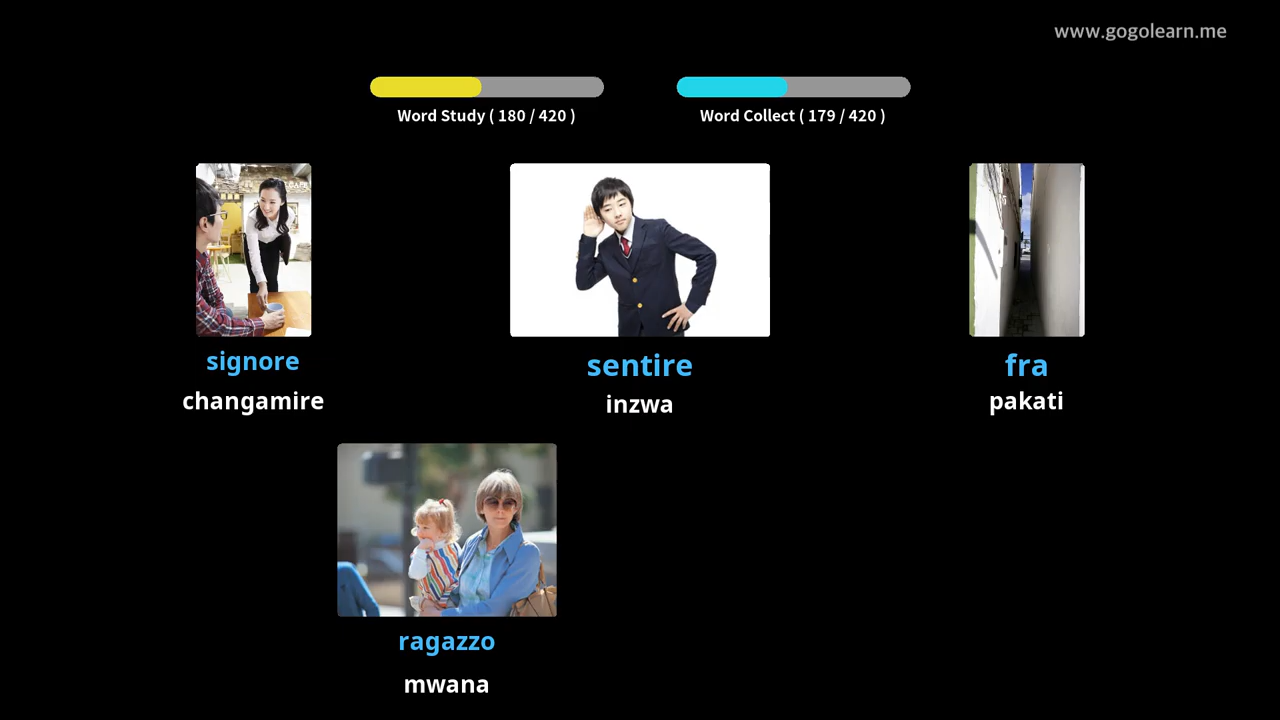 www.gogolearn.me
Word Study ( 180 / 420 )
Word Collect ( 179 / 420 )
signore
changamire
sentire
inzwa
fra
pakati
ragazzo
mwana